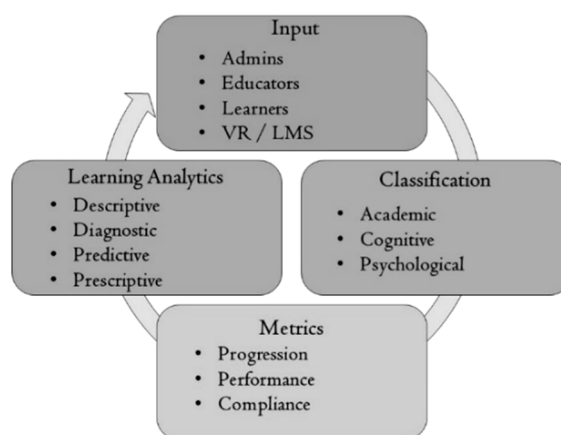 Input
• Admins
• Educators
• Learners
• VR / LMS
Learning Analytics
• Descriptive
• Diagnostic
• Predictive
• Prescriptive
Classification
• Academic
• Cognitive
• Psychological
Metrics
• Progression
• Performance
• Compliance